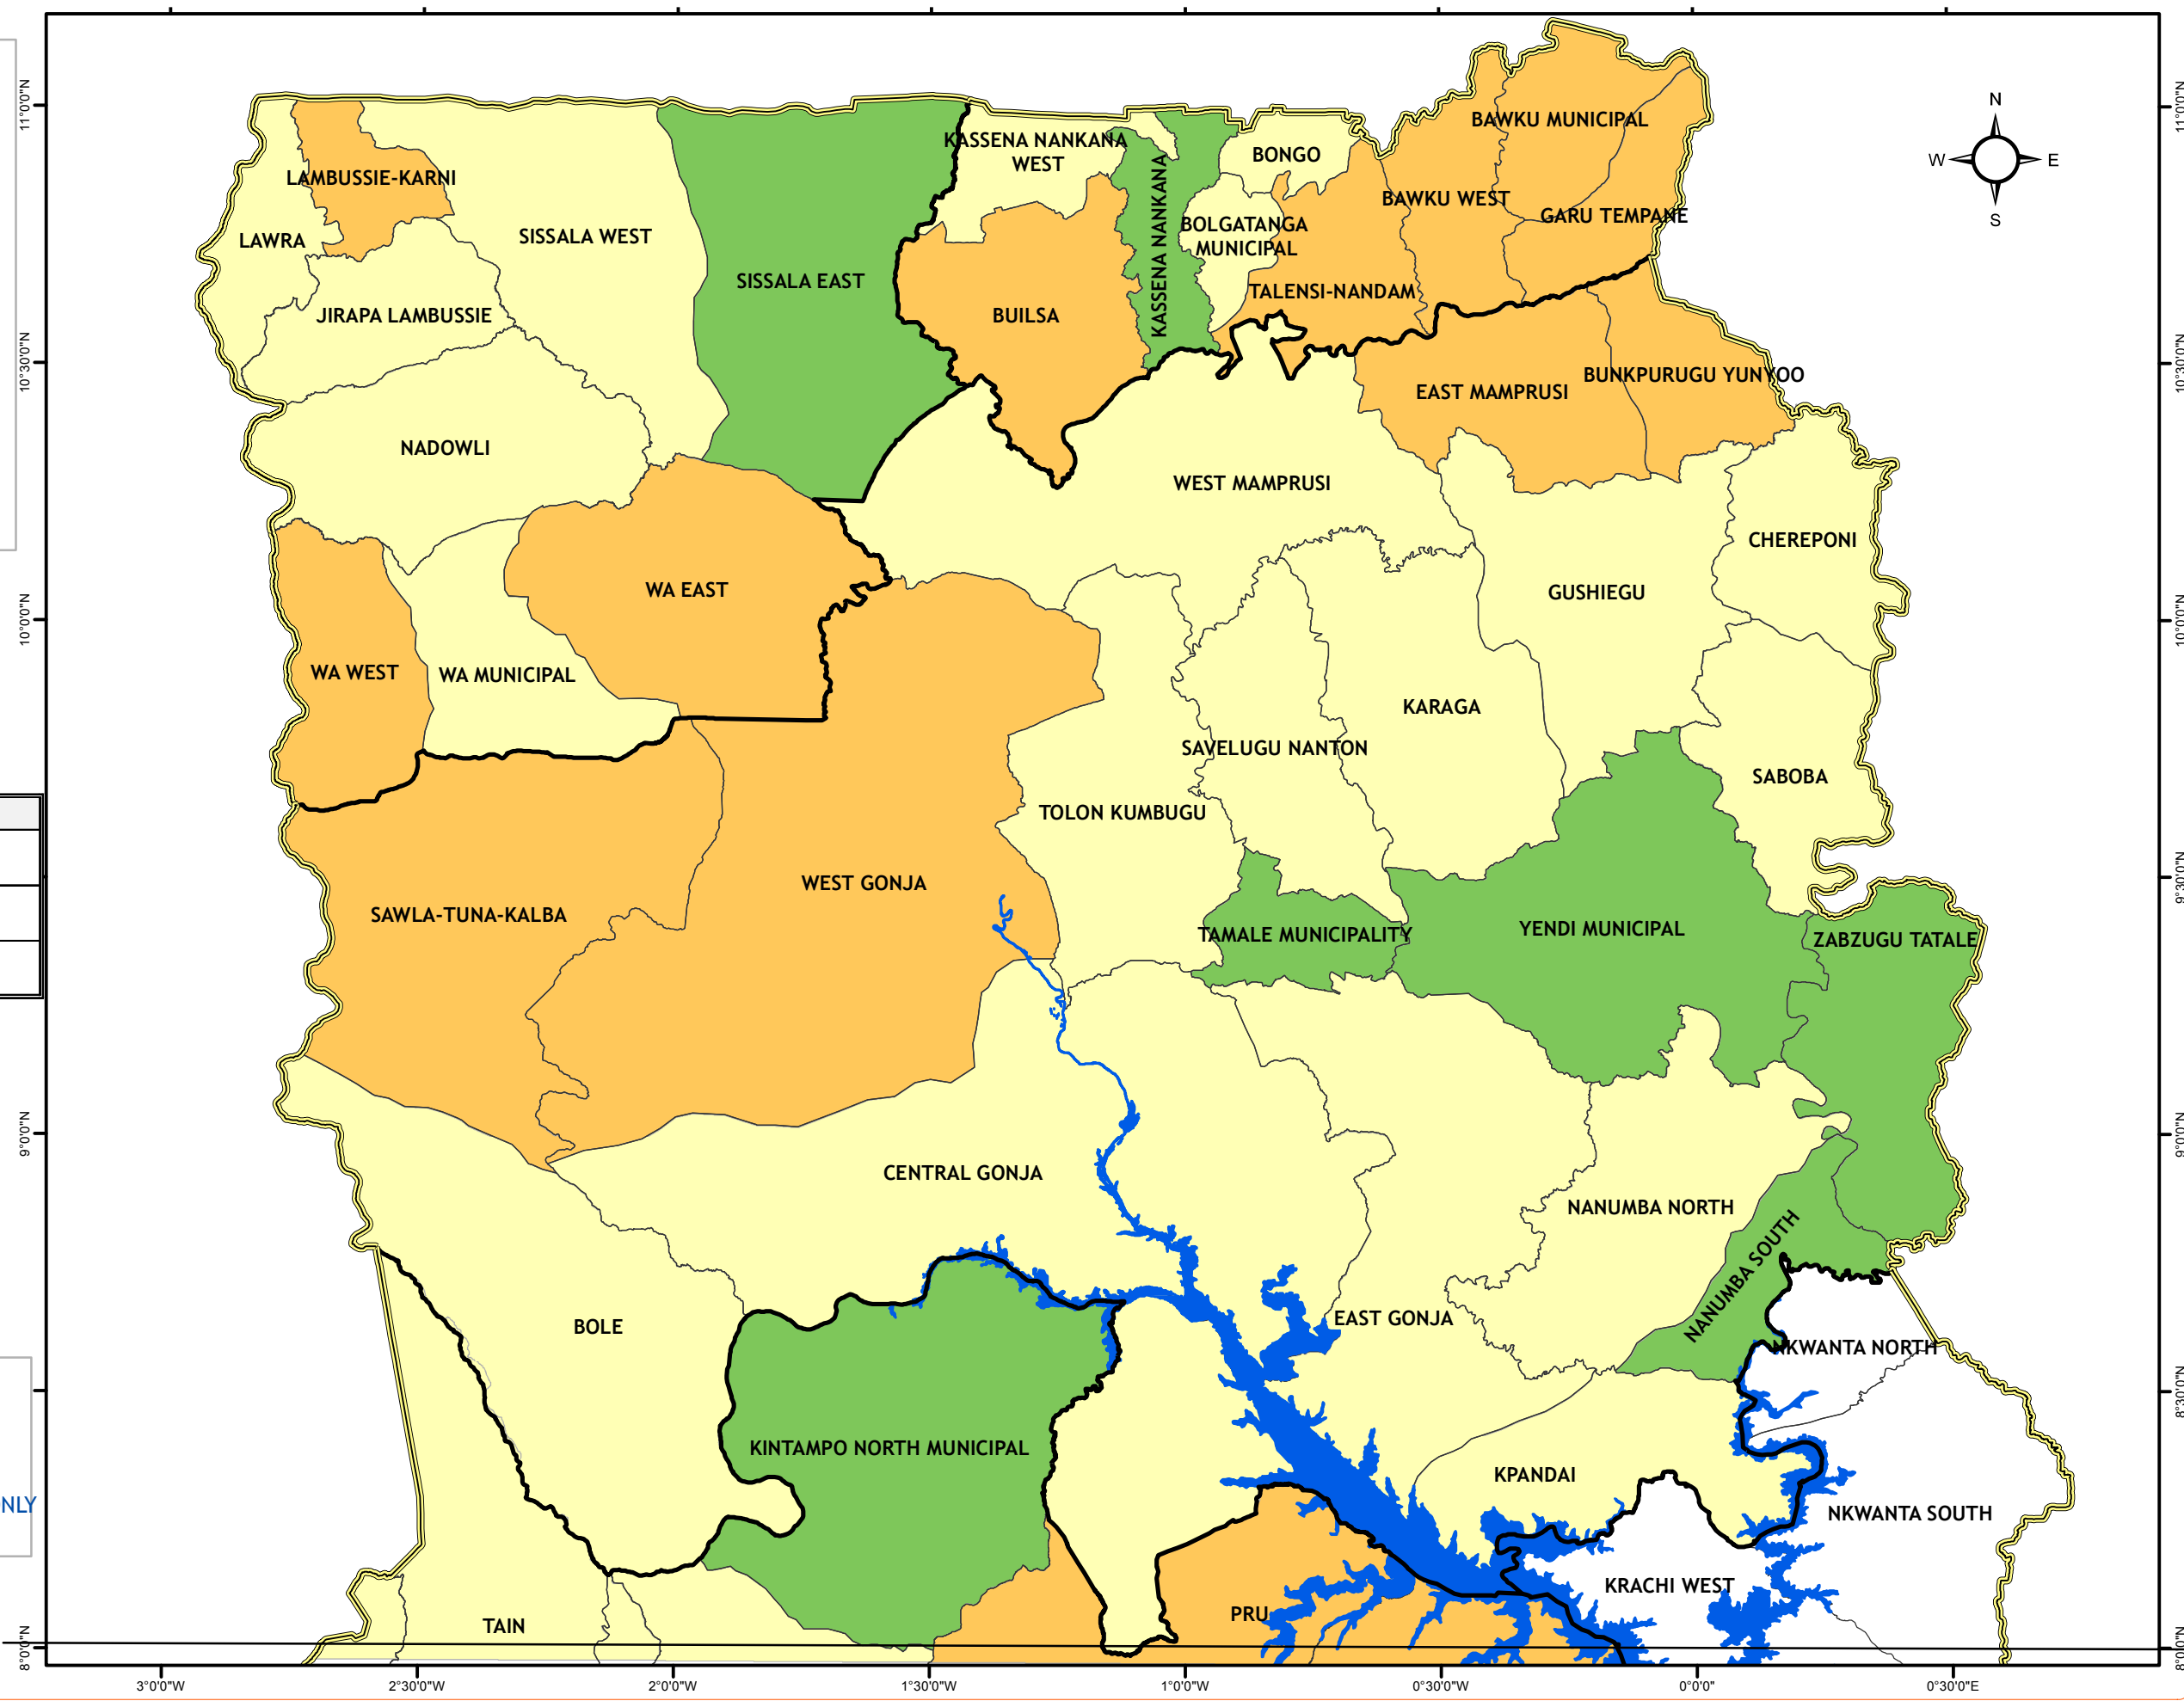 N
W
E
S
11°0'0"N
11°0'0"N
KASSENA NANKANA
WEST
BONGO
BAWKU MUNICIPAL
LAMBUSSIE-KARNI
BAWKU WEST
GARU TEMPANE
LAWRA
SISSALA WEST
BOLGATANGA
MUNICIPAL
KASSENA NANKANA
SISSALA EAST
TALENSI-NANDAM
JIRAPA LAMBUSSIE
BUILSA
10°30'0"N
10°30'0"N
BUNKPURUGU YUNYOO
EAST MAMPRUSI
NADOWLI
WEST MAMPRUSI
CHEREPONI
WA EAST
GUSHIEGU
10°0'0"N
10°0'0"N
WA WEST
WA MUNICIPAL
KARAGA
SAVELUGU NANTON
SABOBA
TOLON KUMBUGU
WEST GONJA
9°30'0"N
SAWLA-TUNA-KALBA
TAMALE MUNICIPALITY
YENDI MUNICIPAL
ZABZUGU TATALE
9°0'0"N
9°0'0"N
CENTRAL GONJA
NANUMBA NORTH
NANUMBA SOUTH
EAST GONJA
BOLE
NKWANTA NORTH
8°30'0"N
KINTAMPO NORTH MUNICIPAL
KPANDAI
NLY
NKWANTA SOUTH
KRACHI WEST
PRU
TAIN
8°0'0"N
8°0'0"N
3°0'0"W
2°30'0"W
2°0'0"W
1°30'0"W
1°0'0"W
0°30'0"W
0°0'0"
0°30'0"E